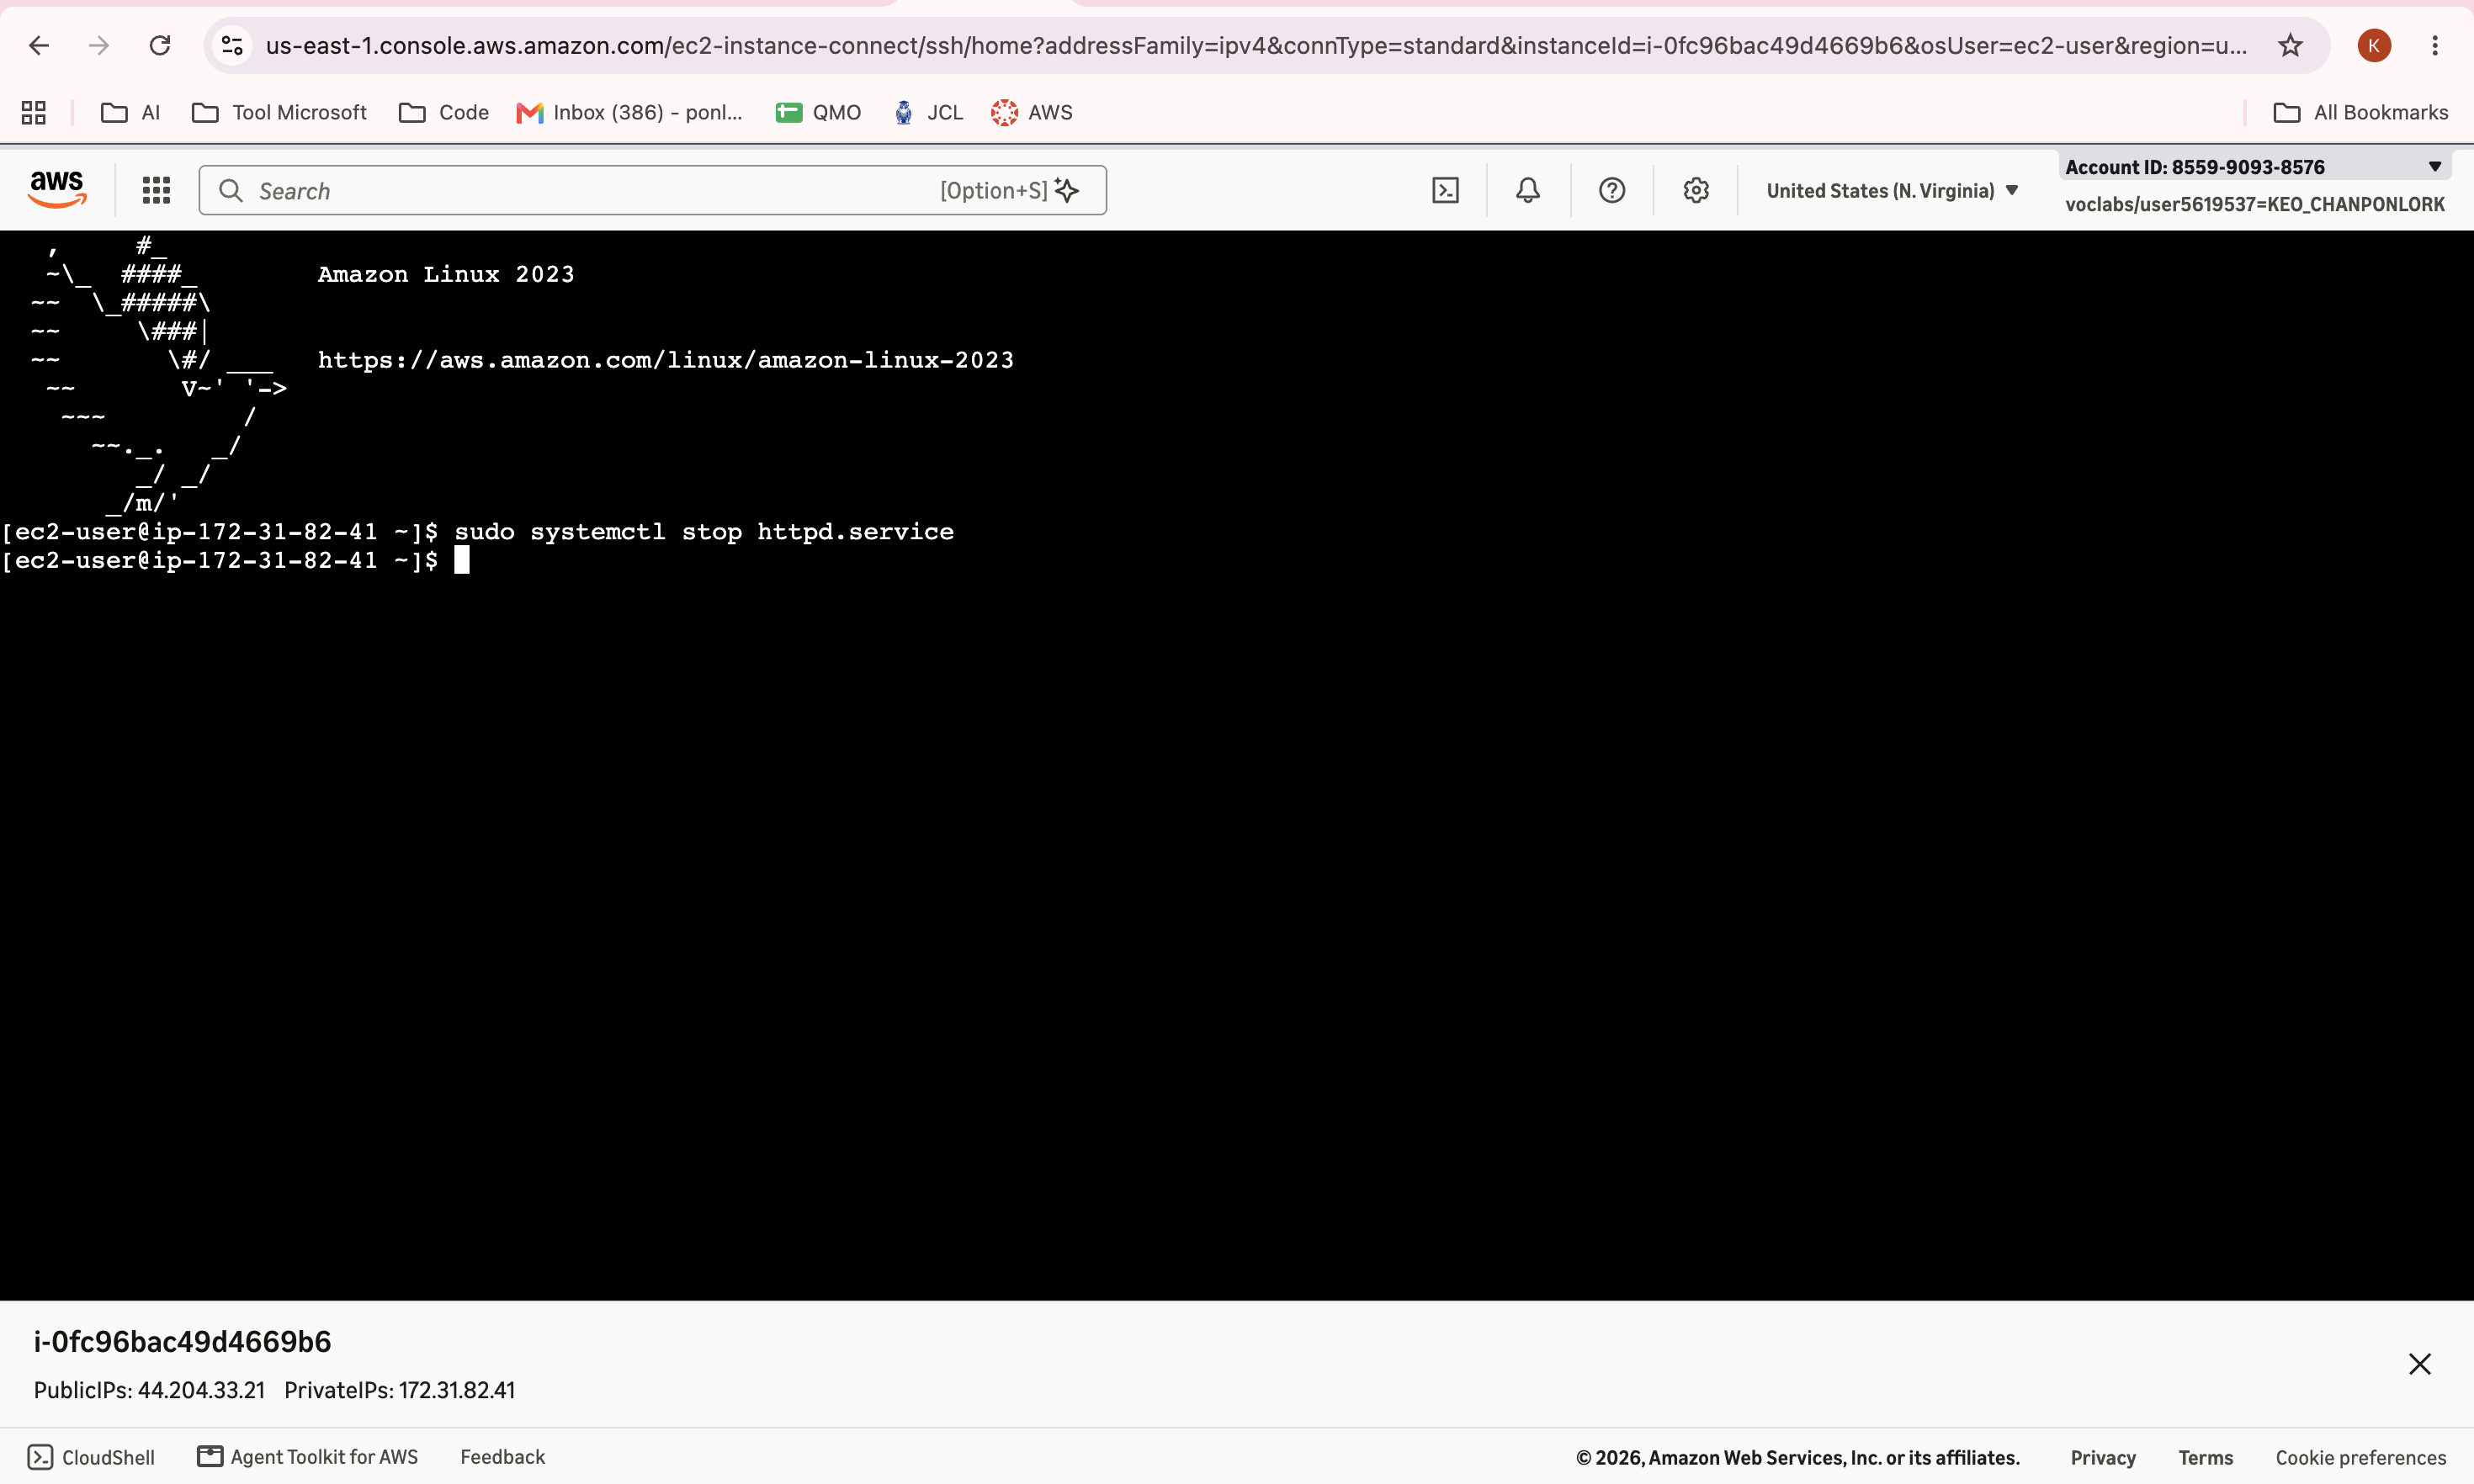 us-east-1.console.aws.amazon.com/ec2-instance-connect/ssh/home?addressFamily=ipv4&connType=standard&instanceId=i-0fc96bac49d4669b6&osUser=ec2-user&region=u...
K
AI
Tool Microsoft
Code
Inbox (386) - ponl...
QMO
JCL
AWS
All Bookmarks
aws
Search
[Option+S]
United States (N. Virginia)
Account ID: 8559-9093-8576
voclabs/user5619537=KEO_CHANPONLORK
   ,     #_
   ~\_  ####_        Amazon Linux 2023
  ~~  \_#####\
  ~~     \###|
  ~~       \#/ ___   https://aws.amazon.com/linux/amazon-linux-2023
   ~~       V~' '->
    ~~~         /
      ~~._.   _/
         _/ _/
       _/m/'
[ec2-user@ip-172-31-82-41 ~]$ sudo systemctl stop httpd.service
[ec2-user@ip-172-31-82-41 ~]$
i-0fc96bac49d4669b6
PublicIPs: 44.204.33.21 PrivateIPs: 172.31.82.41
CloudShell
Agent Toolkit for AWS
Feedback
© 2026, Amazon Web Services, Inc. or its affiliates.
Privacy
Terms
Cookie preferences